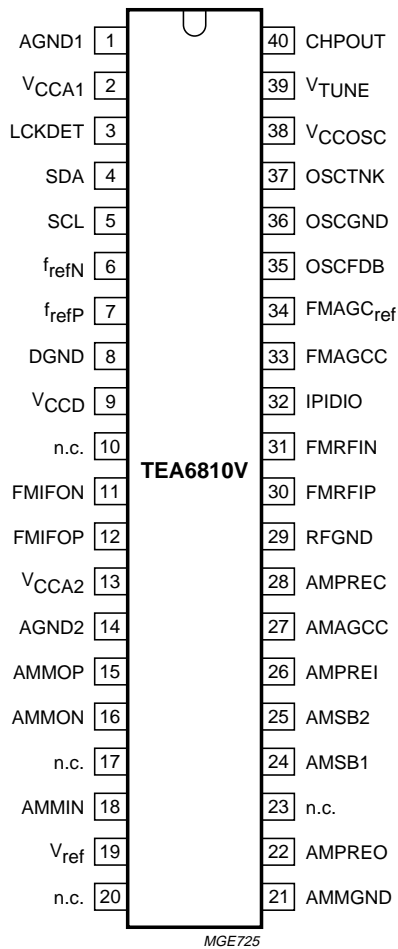 AGND1 1 40 CHPOUT
VCCA1 2 39 VTUNE
LCKDET 3 38 VCCOSC
SDA 4 37 OSCTNK
SCL 5 36 OSCGND
frefN 6 35 OSCFDB
frefP 7 34 FMAGCref
DGND 8 33 FMAGCC
VCCD 9 32 IPIDIO
n.c. 10 31 FMRFIN
TEA6810V
FMIFON 11 30 FMRFIP
FMIFOP 12 29 RFGND
VCCA2 13 28 AMPREC
AGND2 14 27 AMAGCC
AMMOP 15 26 AMPREI
AMMON 16 25 AMSB2
n.c. 17 24 AMSB1
AMMIN 18 23 n.c.
Vref 19 22 AMPREO
n.c. 20 21 AMMGND
MGE725